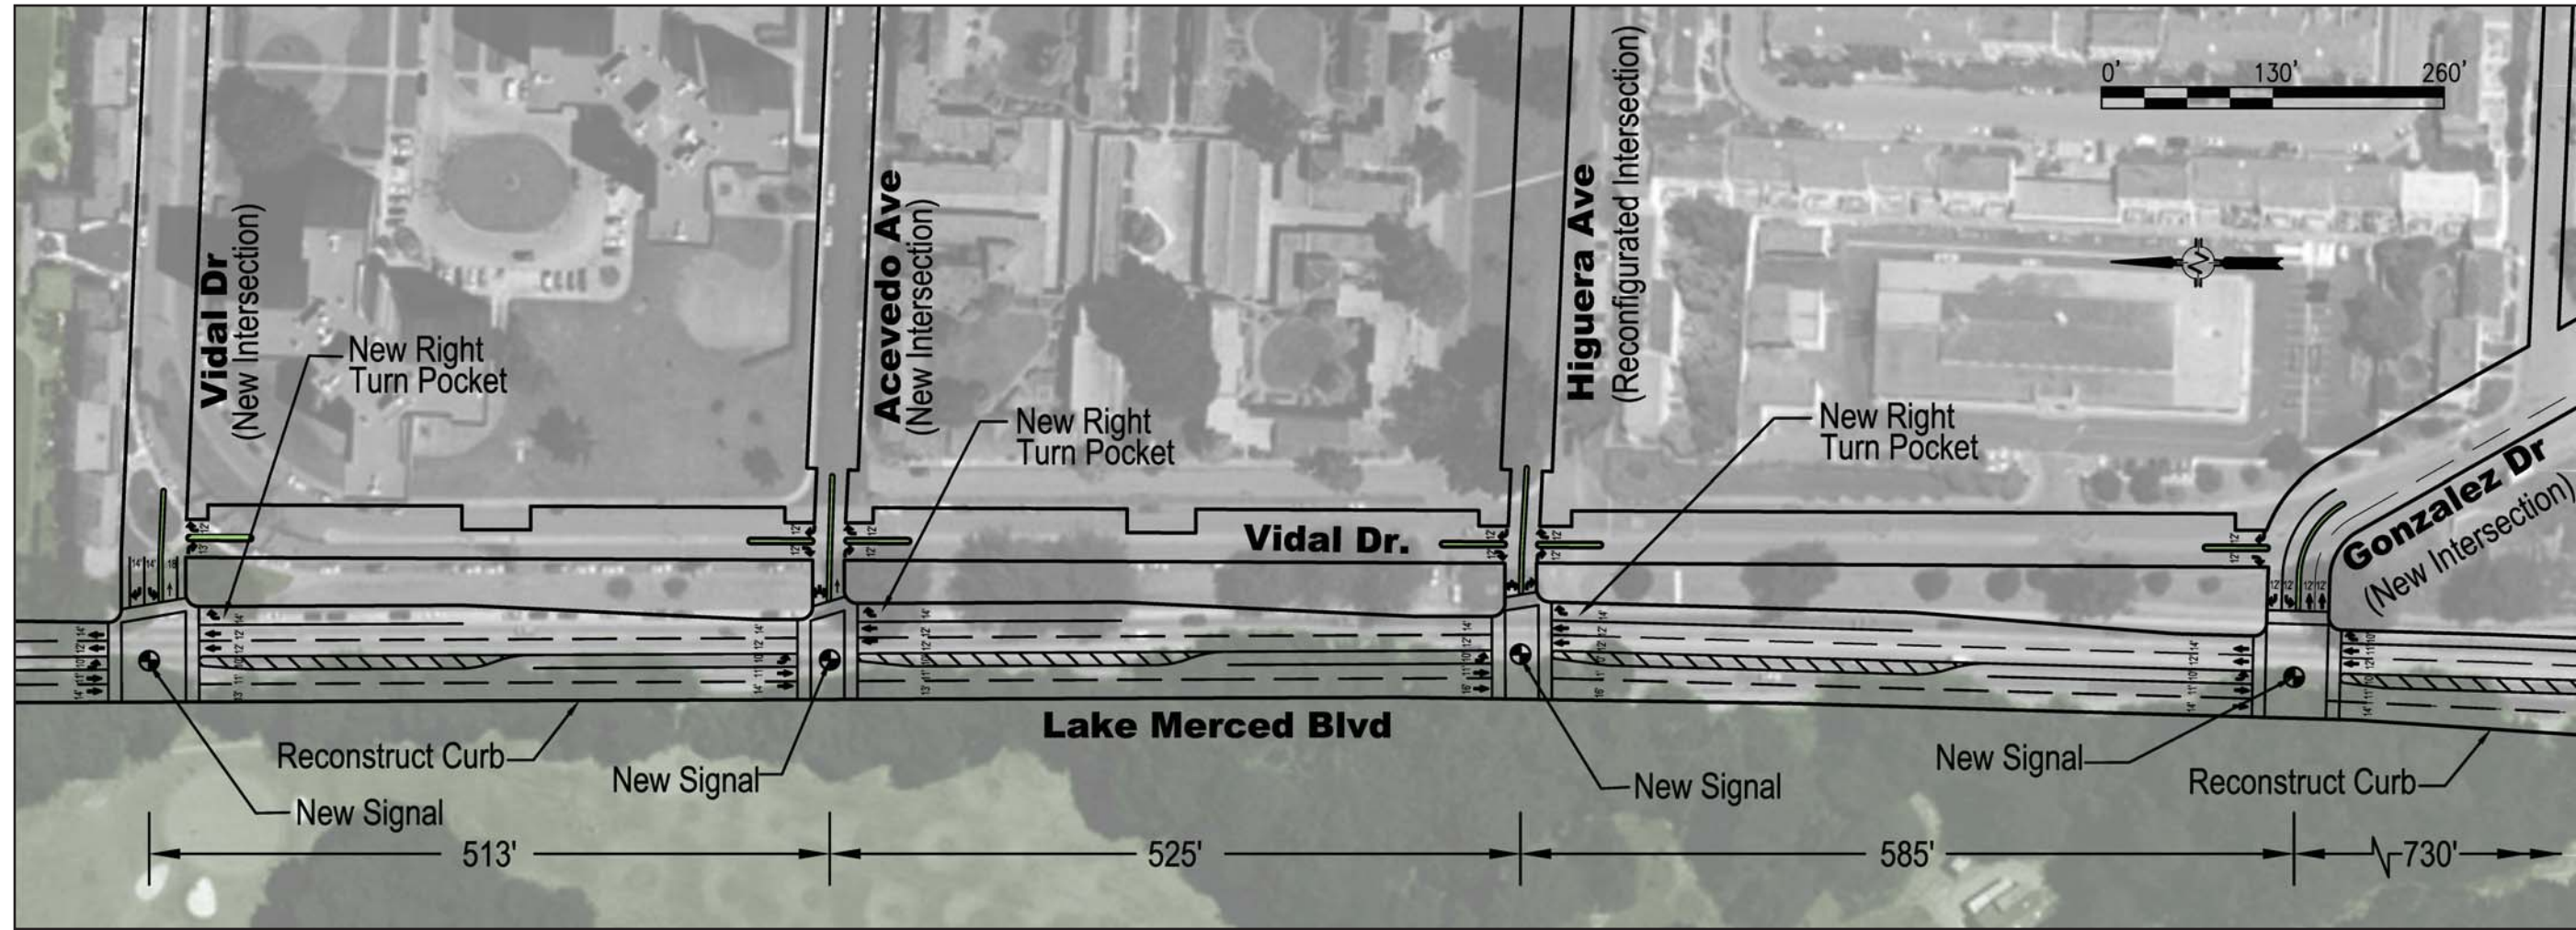 0' 130' 260'
Vidal Dr
(New Intersection)
New Right
Turn Pocket
Acevedo Ave
(New Intersection)
New Right
Turn Pocket
Higuera Ave
(Reconfigurated Intersection)
New Right
Turn Pocket
Gonzalez Dr
(New Intersection)
Vidal Dr.
Lake Merced Blvd
Reconstruct Curb
New Signal
New Signal
New Signal
New Signal
Reconstruct Curb
513'
525'
585'
730'